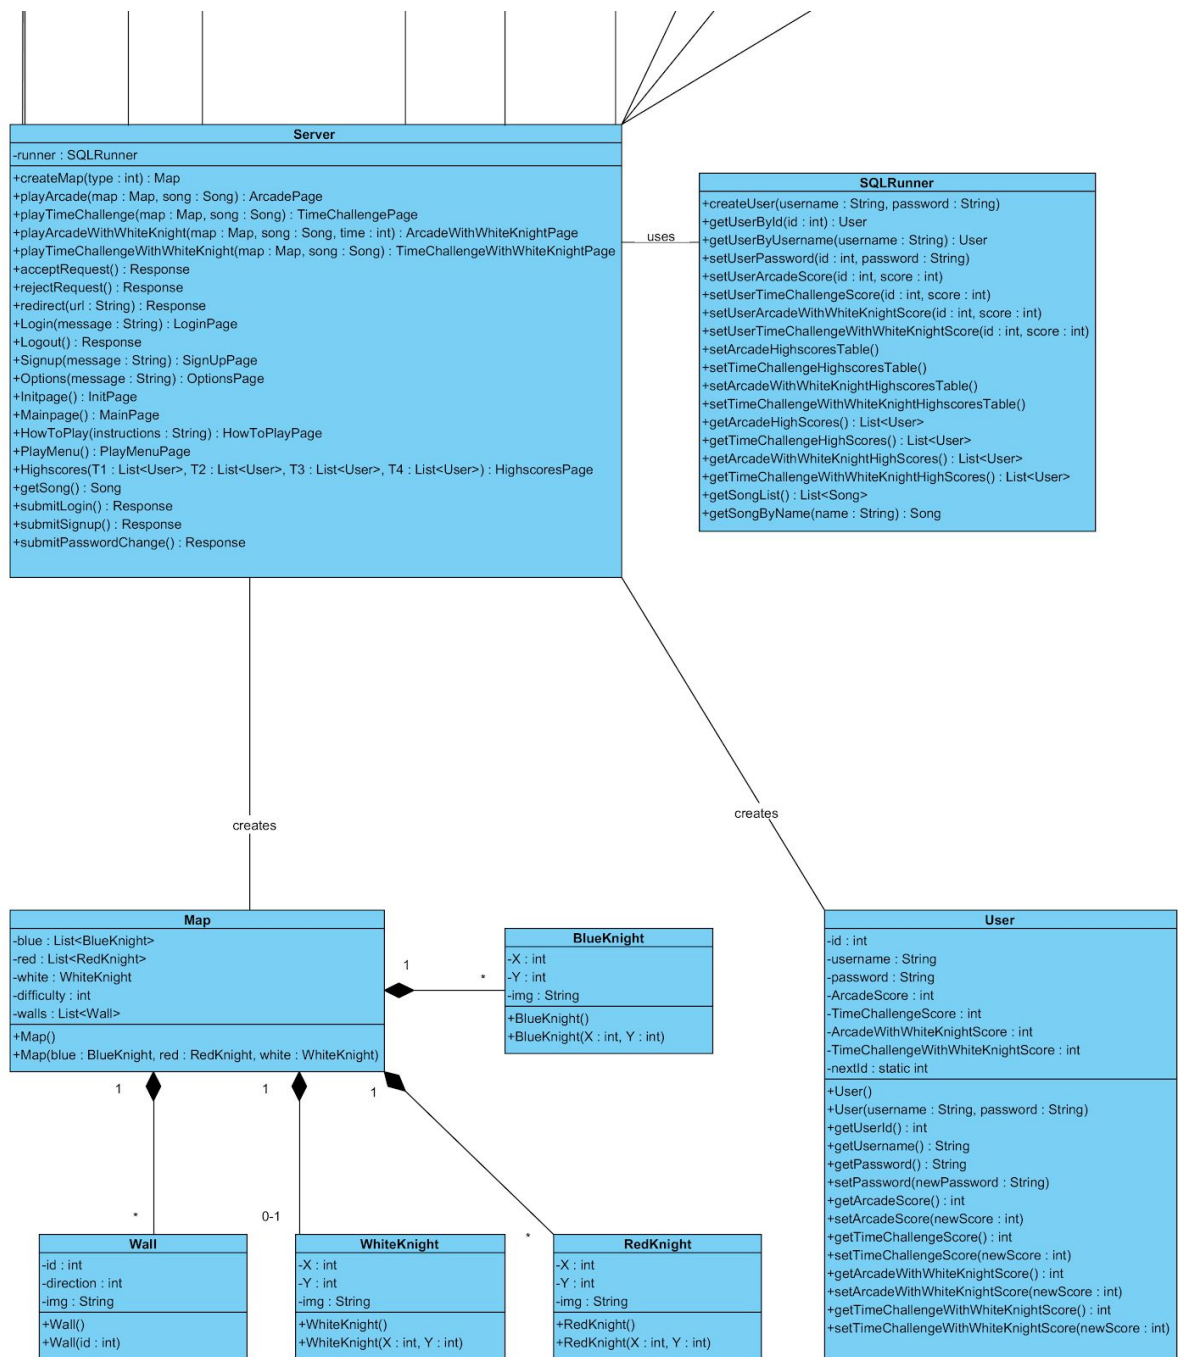 Server
-runner : SQLRunner
+createMap(type : int) : Map
+playArcade(map : Map, song : Song) : ArcadePage
+playTimeChallenge(map : Map, song : Song) : TimeChallengePage
+playArcadeWithWhiteKnight(map : Map, song : Song, time : int) : ArcadeWithWhiteKnightPage
+playTimeChallengeWithWhiteKnight(map : Map, song : Song) : TimeChallengeWithWhiteKnightPage
+acceptRequest() : Response
+rejectRequest() : Response
+redirect(url : String) : Response
+Login(message : String) : LoginPage
+Logout() : Response
+Signup(message : String) : SignUpPage
+Options(message : String) : OptionsPage
+Initpage() : InitPage
+Mainpage() : MainPage
+HowToPlay(instructions : String) : HowToPlayPage
+PlayMenu() : PlayMenuPage
+Highscores(T1 : List<User>, T2 : List<User>, T3 : List<User>, T4 : List<User>) : HighscoresPage
+getSong() : Song
+submitLogin() : Response
+submitSignup() : Response
+submitPasswordChange() : Response
uses
SQLRunner
+createUser(username : String, password : String)
+getUserById(id : int) : User
+getUserByUsername(username : String) : User
+setUserPassword(id : int, password : String)
+setUserArcadeScore(id : int, score : int)
+setUserTimeChallengeScore(id : int, score : int)
+setUserArcadeWithWhiteKnightScore(id : int, score : int)
+setUserTimeChallengeWithWhiteKnightScore(id : int, score : int)
+setArcadeHighscoresTable()
+setTimeChallengeHighscoresTable()
+setArcadeWithWhiteKnightHighscoresTable()
+setTimeChallengeWithWhiteKnightHighscoresTable()
+getArcadeHighScores() : List<User>
+getTimeChallengeHighScores() : List<User>
+getArcadeWithWhiteKnightHighScores() : List<User>
+getTimeChallengeWithWhiteKnightHighScores() : List<User>
+getSongList() : List<Song>
+getSongByName(name : String) : Song
creates
creates
Map
-blue : List<BlueKnight>
-red : List<RedKnight>
-white : WhiteKnight
-difficulty : int
-walls : List<Wall>
+Map()
+Map(blue : BlueKnight, red : RedKnight, white : WhiteKnight)
1
*
BlueKnight
-X : int
-Y : int
-img : String
+BlueKnight()
+BlueKnight(X : int, Y : int)
User
-id : int
-username : String
-password : String
-ArcadeScore : int
-TimeChallengeScore : int
-ArcadeWithWhiteKnightScore : int
-TimeChallengeWithWhiteKnightScore : int
-nextId : static int
+User()
+User(username : String, password : String)
+getUserId() : int
+getUsername() : String
+getPassword() : String
+setPassword(newPassword : String)
+getArcadeScore() : int
+setArcadeScore(newScore : int)
+getTimeChallengeScore() : int
+setTimeChallengeScore(newScore : int)
+getArcadeWithWhiteKnightScore() : int
+setArcadeWithWhiteKnightScore(newScore : int)
+getTimeChallengeWithWhiteKnightScore() : int
+setTimeChallengeWithWhiteKnightScore(newScore : int)
1
1
1
*
0-1
*
Wall
-id : int
-direction : int
-img : String
+Wall()
+Wall(id : int)
WhiteKnight
-X : int
-Y : int
-img : String
+WhiteKnight()
+WhiteKnight(X : int, Y : int)
RedKnight
-X : int
-Y : int
-img : String
+RedKnight()
+RedKnight(X : int, Y : int)